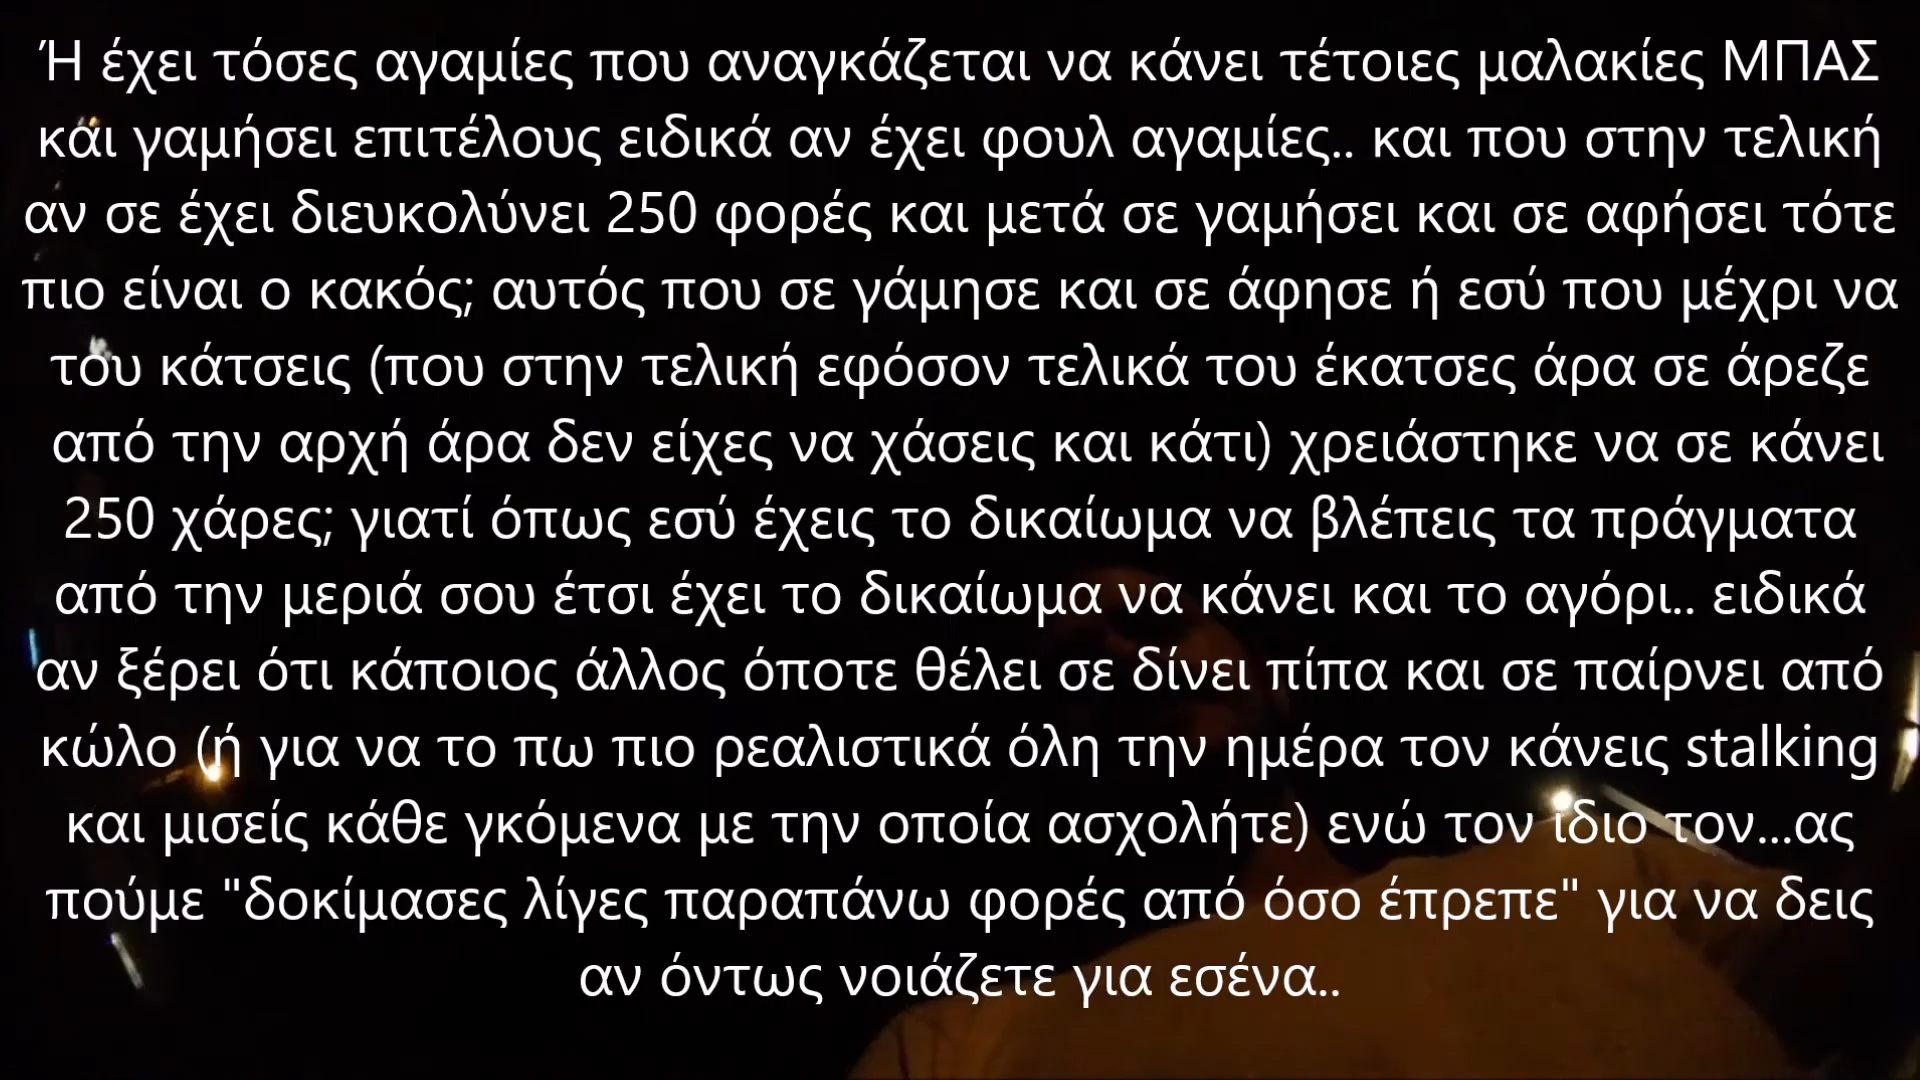 Ή έχει τόσες αγαμίες που αναγκάζεται να κάνει τέτοιες μαλακίες ΜΠΑΣ
και γαμήσει επιτέλους ειδικά αν έχει φουλ αγαμίες.. και που στην τελική
αν σε έχει διευκολύνει 250 φορές και μετά σε γαμήσει και σε αφήσει τότε
πιο είναι ο κακός; αυτός που σε γάμησε και σε άφησε ή εσύ που μέχρι να
του κάτσεις (που στην τελική εφόσον τελικά του έκατσες άρα σε άρεζε
από την αρχή άρα δεν είχες να χάσεις και κάτι) χρειάστηκε να σε κάνει
250 χάρες; γιατί όπως εσύ έχεις το δικαίωμα να βλέπεις τα πράγματα
από την μεριά σου έτσι έχει το δικαίωμα να κάνει και το αγόρι.. ειδικά
αν ξέρει ότι κάποιος άλλος όποτε θέλει σε δίνει πίπα και σε παίρνει από
κώλο (ή για να το πω πιο ρεαλιστικά όλη την ημέρα τον κάνεις stalking
και μισείς κάθε γκόμενα με την οποία ασχολήτε) ενώ τον ίδιο τον...ας
πούμε "δοκίμασες λίγες παραπάνω φορές από όσο έπρεπε" για να δεις
αν όντως νοιάζετε για εσένα..